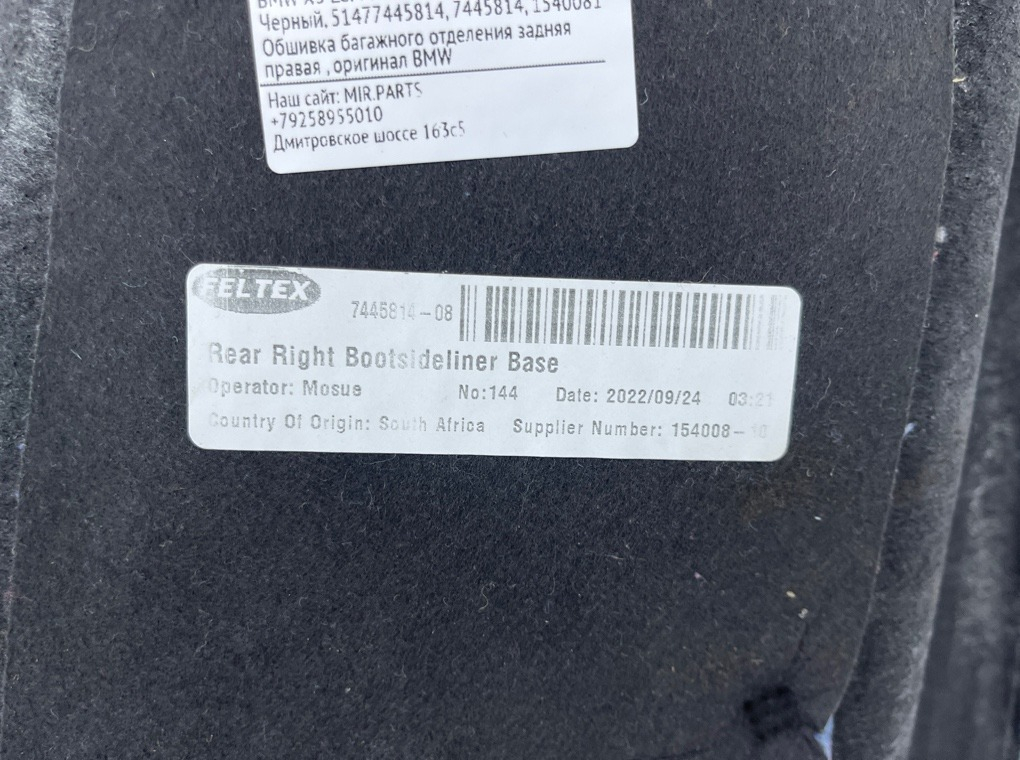 BMW X3
Черный, 51477445814, 7445814, 1540081
Обшивка багажного отделения задняя
правая , оригинал BMW
Наш сайт: MIR.PARTS
+79258955010
Дмитровское шоссе 163с5
FELTEX
7445814-08
Rear Right Bootsideliner Base
Operator: Mosue No:144 Date: 2022/09/24 03:21
Country Of Origin: South Africa Supplier Number: 154008-10